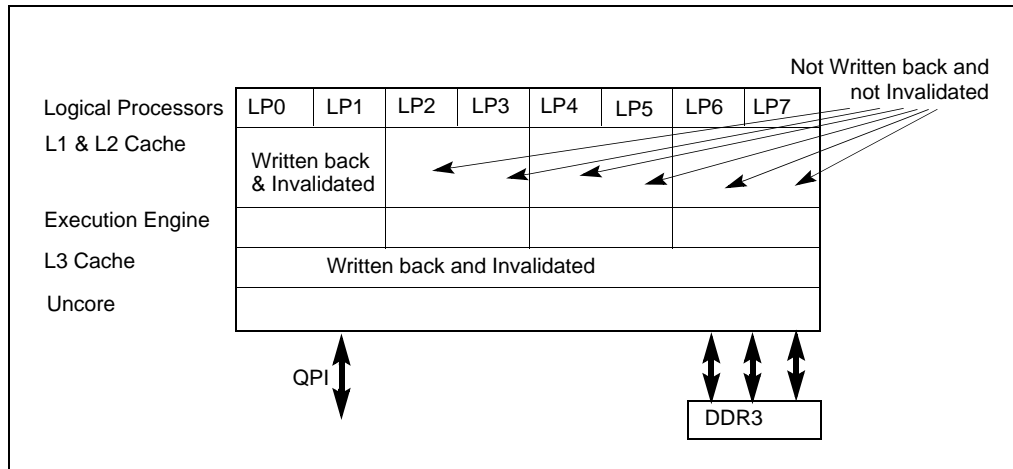 Not Written back and
not Invalidated
Logical Processors
LP0 LP1 LP2 LP3 LP4 LP5 LP6 LP7
L1 & L2 Cache
Written back
& Invalidated
Execution Engine
L3 Cache
Written back and Invalidated
Uncore
QPI
DDR3